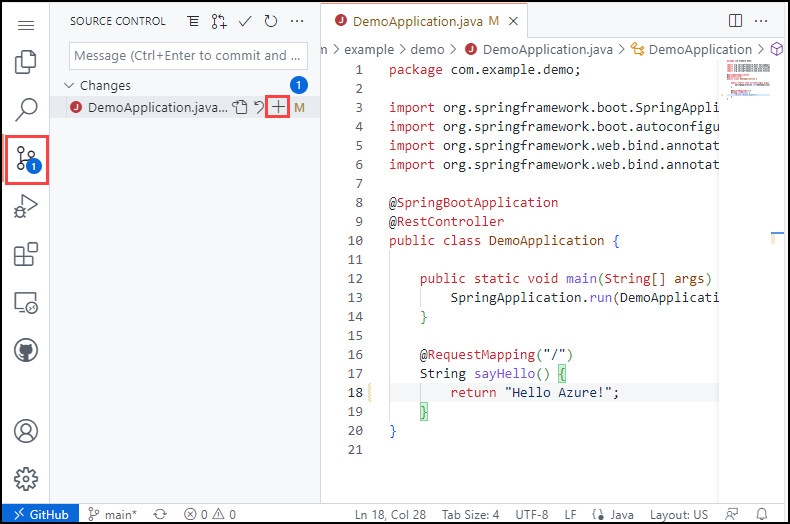 SOURCE CONTROL
Message (Ctrl+Enter to commit and ...
Changes 1
J DemoApplication.java... M
1
J DemoApplication.java M
m > example > demo > J DemoApplication.java > DemoApplication >
1 package com.example.demo;
2
3 import org.springframework.boot.SpringAppli
4 import org.springframework.boot.autoconfigu
5 import org.springframework.web.bind.annotat
6 import org.springframework.web.bind.annotat
7
8 @SpringBootApplication
9 @RestController
10 public class DemoApplication {
11
12 public static void main(String[] args)
13 SpringApplication.run(DemoApplicatio
14 }
15
16 @RequestMapping("/")
17 String sayHello() {
18 return "Hello Azure!";
19 }
20 }
21
GitHub main* 0 0 Ln 18, Col 28 Tab Size: 4 UTF-8 LF {} Java Layout: US